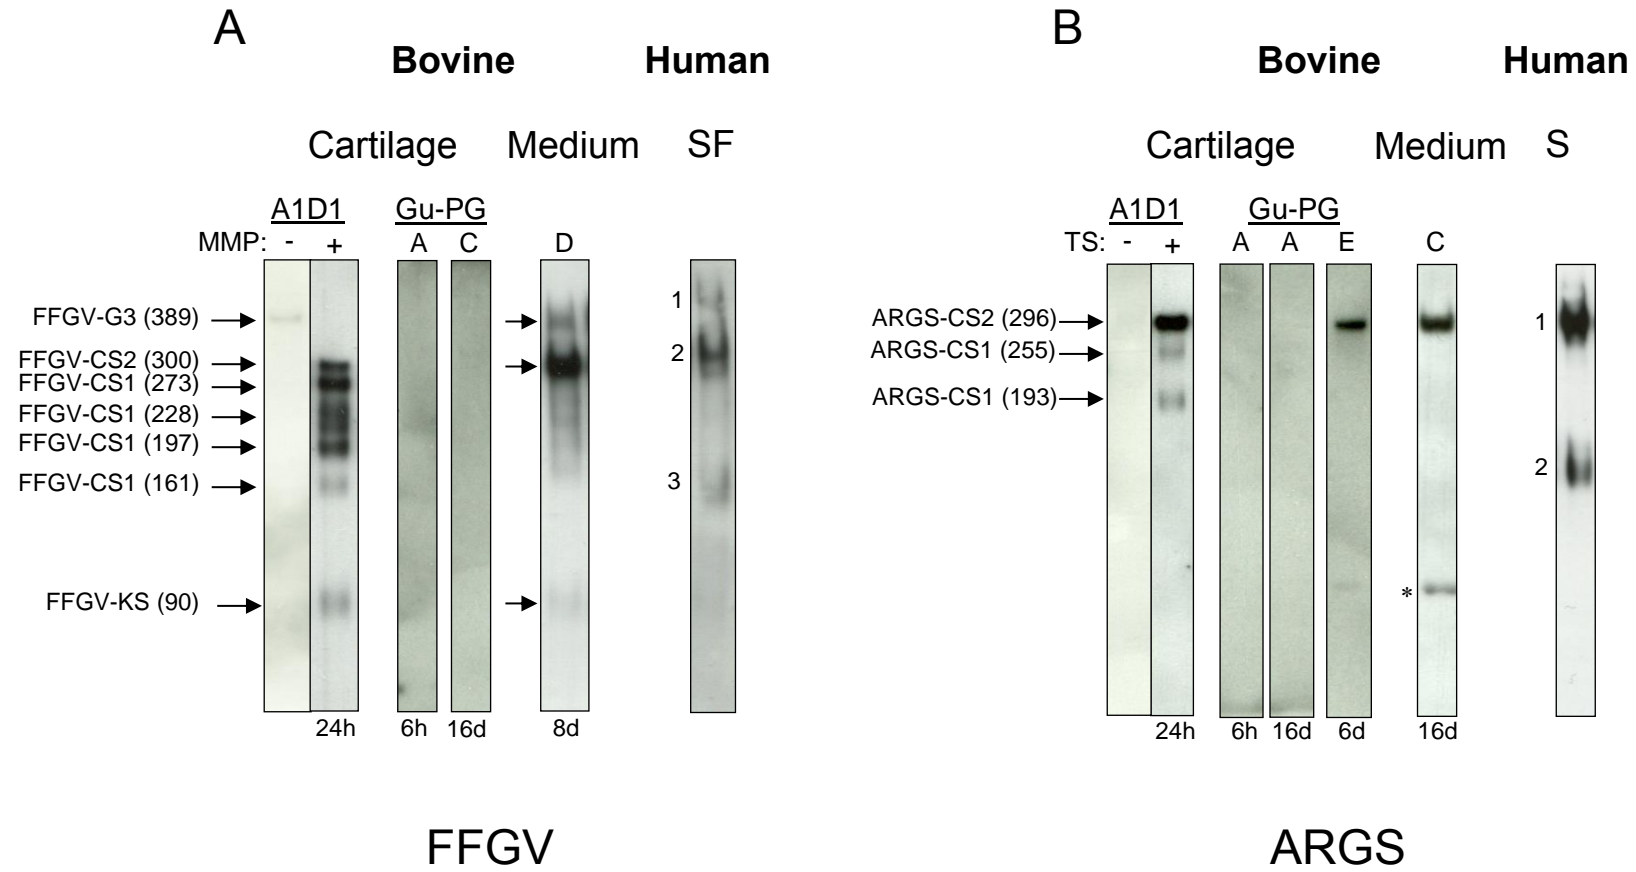 A
B
Bovine
Human
Bovine
Human
Cartilage
Medium
SF
Cartilage
Medium
S
A1D1
Gu-PG
A1D1
Gu-PG
MMP: - +
A C
D
TS: - +
A A E
C
FFGV-G3 (389)
FFGV-CS2 (300)
FFGV-CS1 (273)
FFGV-CS1 (228)
FFGV-CS1 (197)
FFGV-CS1 (161)
FFGV-KS (90)
1
2
3
ARGS-CS2 (296)
ARGS-CS1 (255)
ARGS-CS1 (193)
*
1
2
24h 6h 16d 8d
24h 6h 16d 6d 16d
FFGV
ARGS